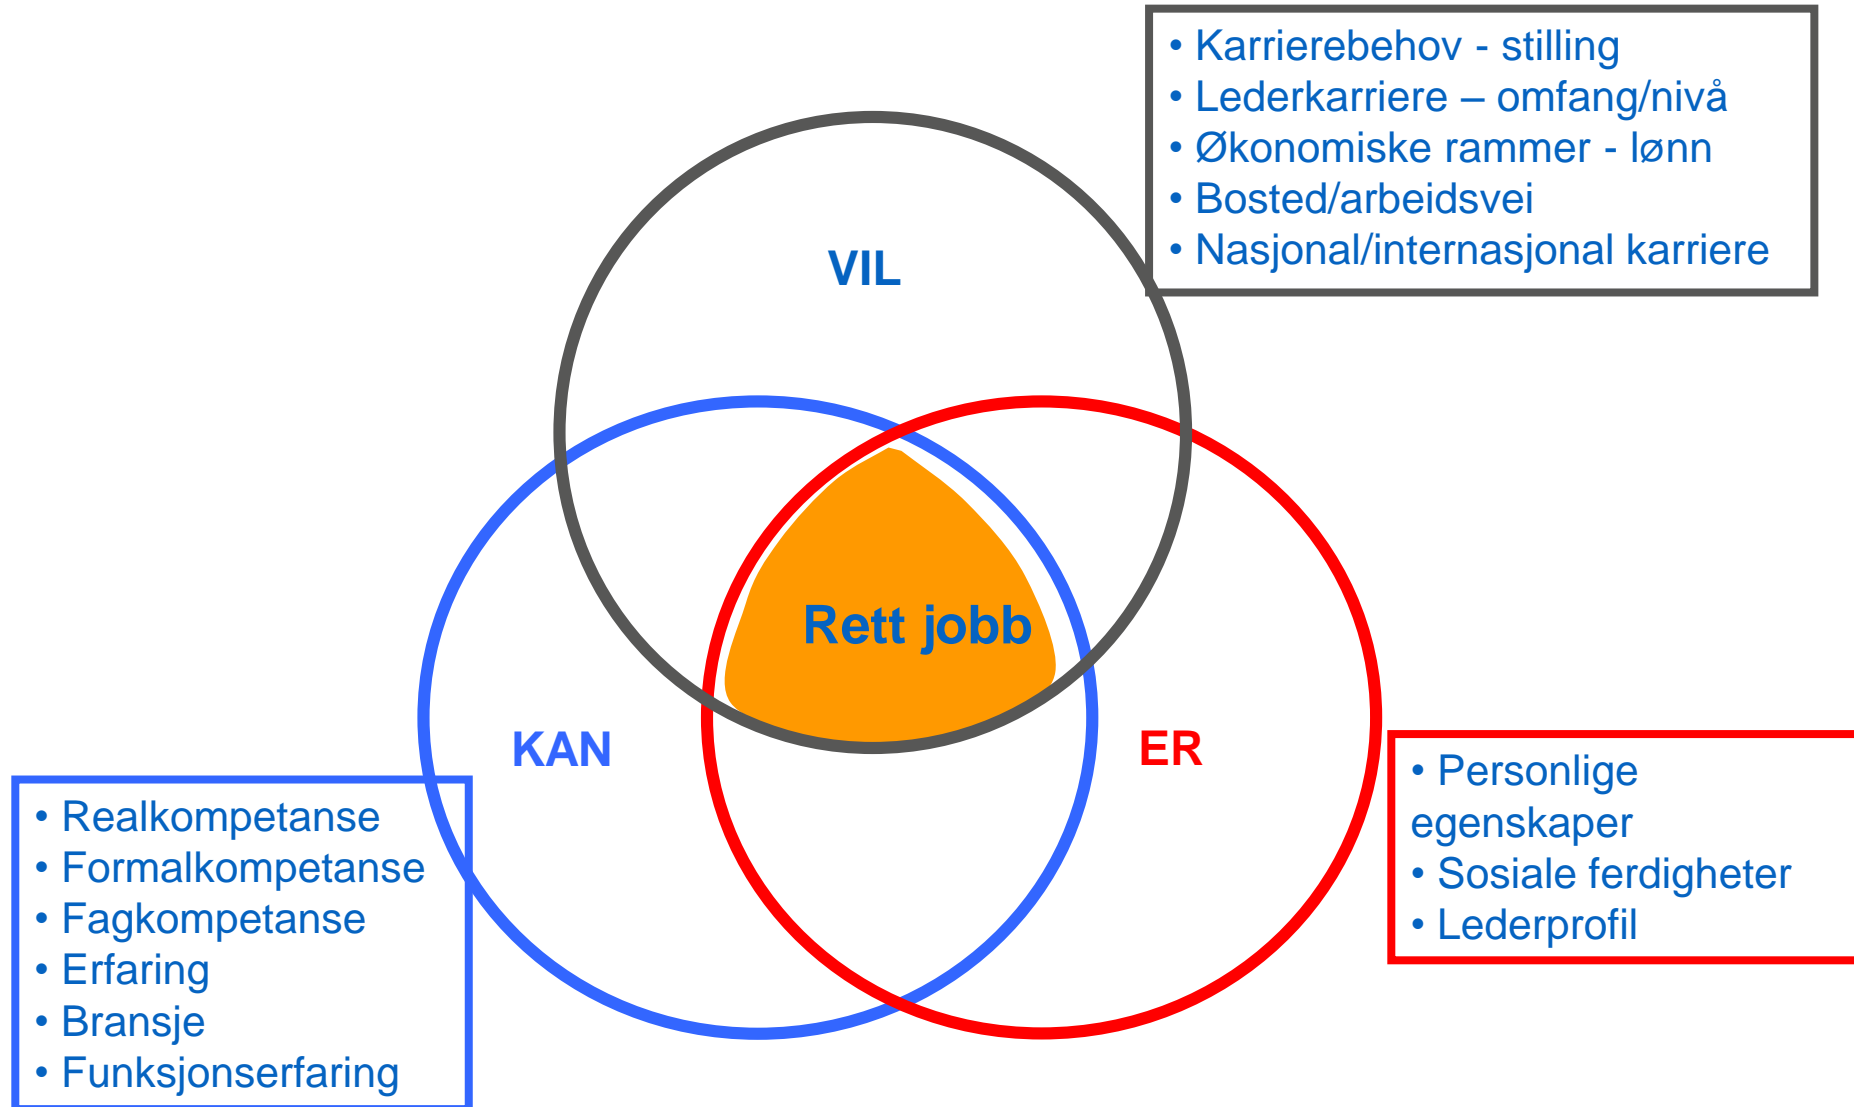 • Karrierebehov - stilling
• Lederkarriere – omfang/nivå
• Økonomiske rammer - lønn
• Bosted/arbeidsvei
• Nasjonal/internasjonal karriere
VIL
Rett jobb
KAN
ER
• Realkompetanse
• Formalkompetanse
• Fagkompetanse
• Erfaring
• Bransje
• Funksjonserfaring
• Personlige
egenskaper
• Sosiale ferdigheter
• Lederprofil